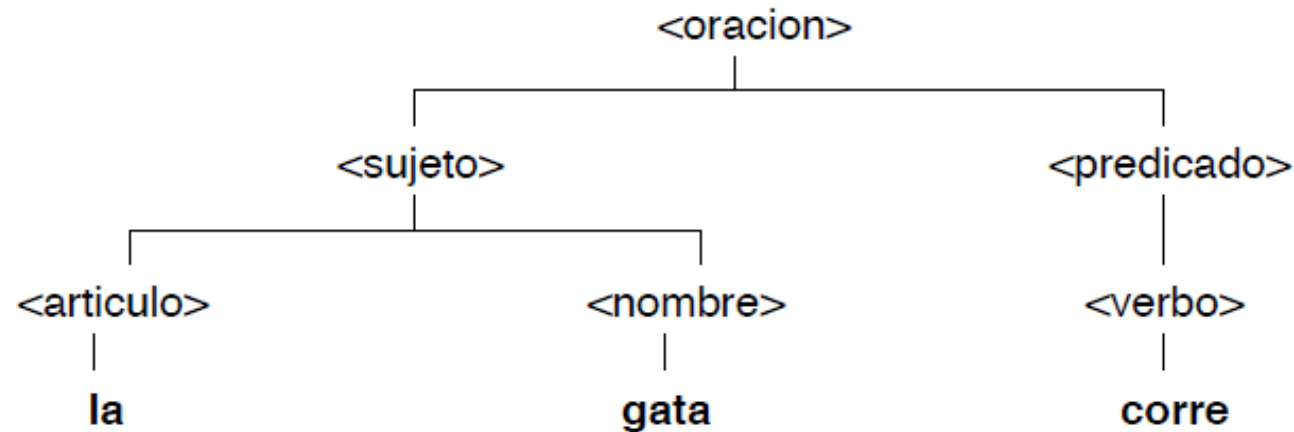 <oracion>
<sujeto> <predicado>
<articulo> <nombre> <verbo>
la gata corre